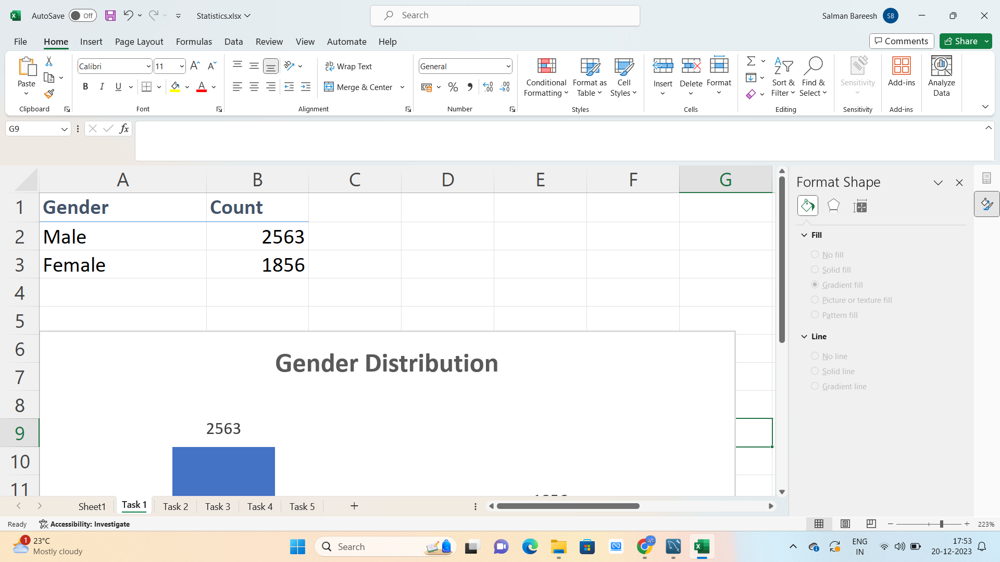 AutoSave Off Statistics.xlsx Search Salman Bareesh SB
File Home Insert Page Layout Formulas Data Review View Automate Help Comments Share
Paste
Calibri 11
B I U A
ab Wrap Text
Merge & Center
General
% 9 .00
Conditional Formatting
Format as Table
Cell Styles
Insert Delete Format
Sort & Filter
Find & Select
Sensitivity
Add-ins
Analyze Data
Clipboard Font Alignment Number Styles Cells Editing Sensitivity Add-ins
G9 fx
A B C D E F G
1 Gender Count
2 Male 2563
3 Female 1856
4
5
6
7
8
9
10
11
Gender Distribution
2563
1856
Format Shape
Fill
No fill
Solid fill
Gradient fill
Picture or texture fill
Pattern fill
Line
No line
Solid line
Gradient line
Sheet1 Task 1 Task 2 Task 3 Task 4 Task 5 +
Ready Accessibility: Investigate 223%
1 23°C
Mostly cloudy
Search
ENG
IN
17:53
20-12-2023